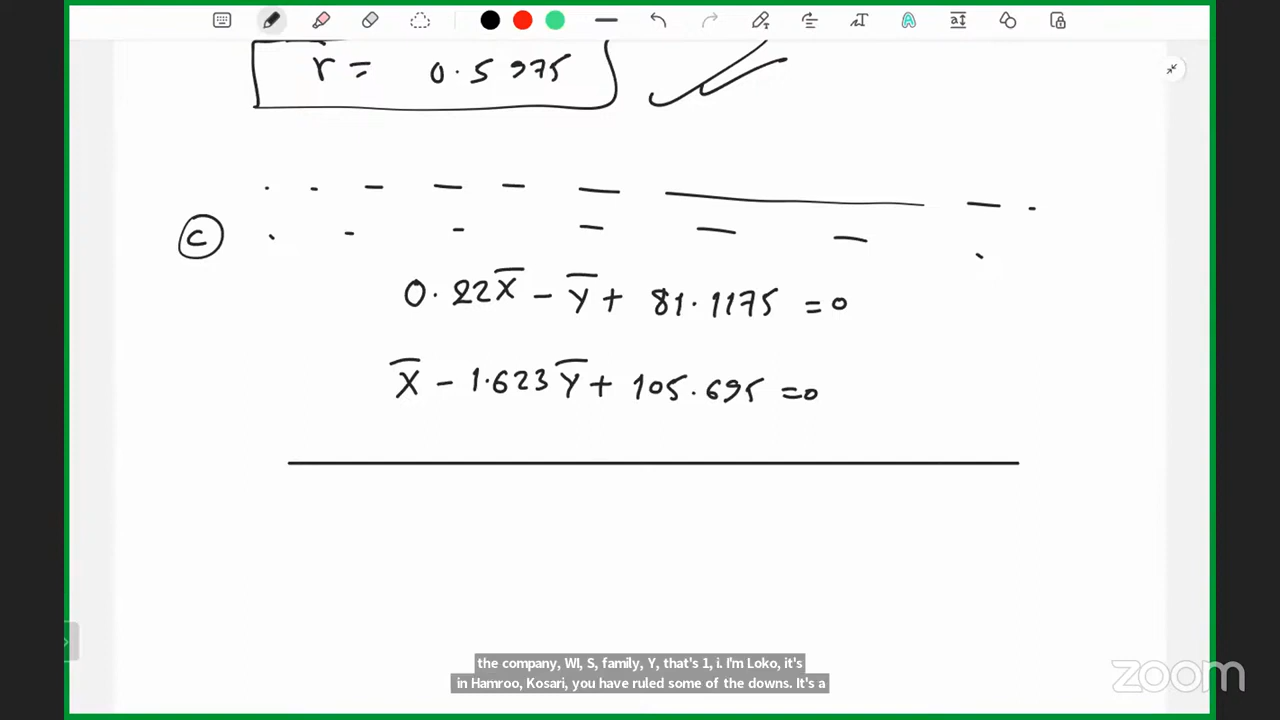 r = 0.5975
C
0.22X̅ - Y̅ + 81.1175 = 0
X̅ - 1.623Y̅ + 105.695 = 0
the company, WI, S, family, Y, that's 1, i. I'm Loko, it's
in Hamroo, Kosari, you have ruled some of the downs. It's a
zoom